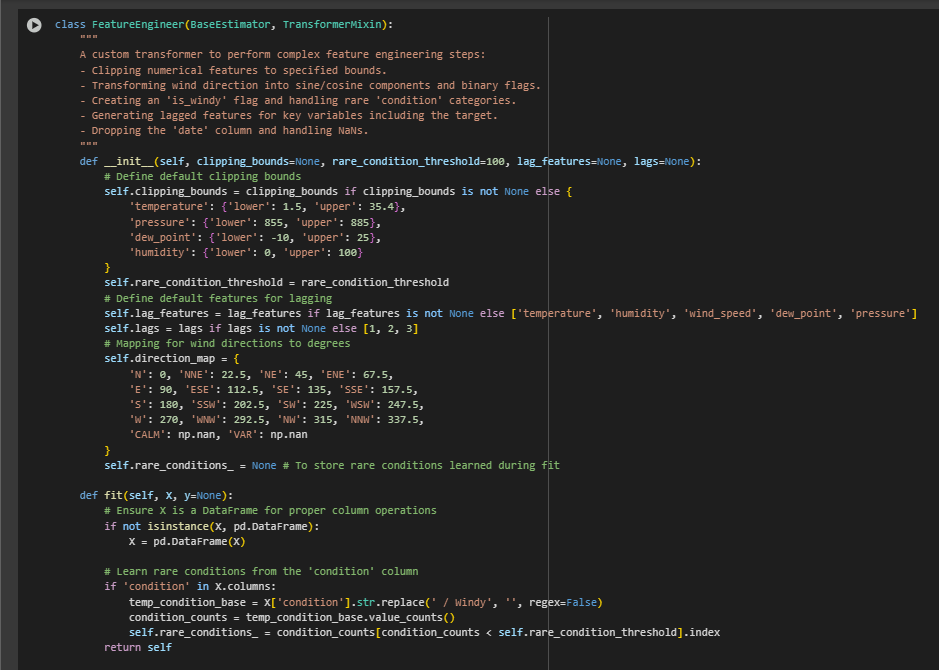 class FeatureEngineer(BaseEstimator, TransformerMixin):
    """
    A custom transformer to perform complex feature engineering steps:
    - Clipping numerical features to specified bounds.
    - Transforming wind direction into sine/cosine components and binary flags.
    - Creating an 'is_windy' flag and handling rare 'condition' categories.
    - Generating lagged features for key variables including the target.
    - Dropping the 'date' column and handling NaNs.
    """
    def __init__(self, clipping_bounds=None, rare_condition_threshold=100, lag_features=None, lags=None):
        # Define default clipping bounds
        self.clipping_bounds = clipping_bounds if clipping_bounds is not None else {
            'temperature': {'lower': 1.5, 'upper': 35.4},
            'pressure': {'lower': 855, 'upper': 885},
            'dew_point': {'lower': -10, 'upper': 25},
            'humidity': {'lower': 0, 'upper': 100}
        }
        self.rare_condition_threshold = rare_condition_threshold
        # Define default features for lagging
        self.lag_features = lag_features if lag_features is not None else ['temperature', 'humidity', 'wind_speed', 'dew_point', 'pressure']
        self.lags = lags if lags is not None else [1, 2, 3]
        # Mapping for wind directions to degrees
        self.direction_map = {
            'N': 0, 'NNE': 22.5, 'NE': 45, 'ENE': 67.5,
            'E': 90, 'ESE': 112.5, 'SE': 135, 'SSE': 157.5,
            'S': 180, 'SSW': 202.5, 'SW': 225, 'WSW': 247.5,
            'W': 270, 'WNW': 292.5, 'NW': 315, 'NNW': 337.5,
            'CALM': np.nan, 'VAR': np.nan
        }
        self.rare_conditions_ = None # To store rare conditions learned during fit

    def fit(self, X, y=None):
        # Ensure X is a DataFrame for proper column operations
        if not isinstance(X, pd.DataFrame):
            X = pd.DataFrame(X)

        # Learn rare conditions from the 'condition' column
        if 'condition' in X.columns:
            temp_condition_base = X['condition'].str.replace(' / Windy', '', regex=False)
            condition_counts = temp_condition_base.value_counts()
            self.rare_conditions_ = condition_counts[condition_counts < self.rare_condition_threshold].index
        return self